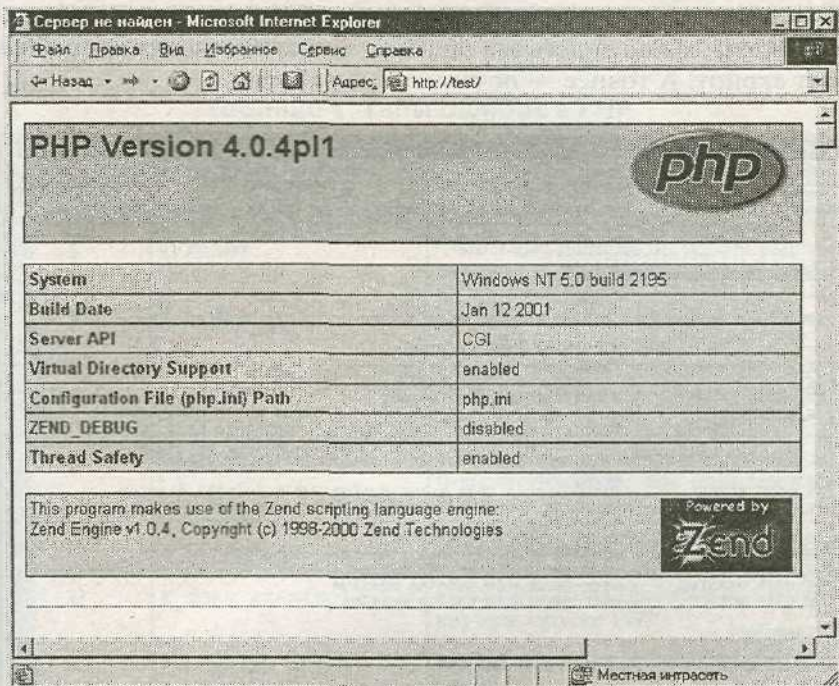 Сервер не найден - Microsoft Internet Explorer
Файл Правка Вид Избранное Сервис Справка
Назад Адрес: http://test/
PHP Version 4.0.4pl1
php
System Windows NT 5.0 build 2195
Build Date Jan 12 2001
Server API CGI
Virtual Directory Support enabled
Configuration File (php.ini) Path php.ini
ZEND_DEBUG disabled
Thread Safety enabled
This program makes use of the Zend scripting language engine:
Zend Engine v1.0.4, Copyright (c) 1998-2000 Zend Technologies
Powered by
Zend
Местная интрасеть